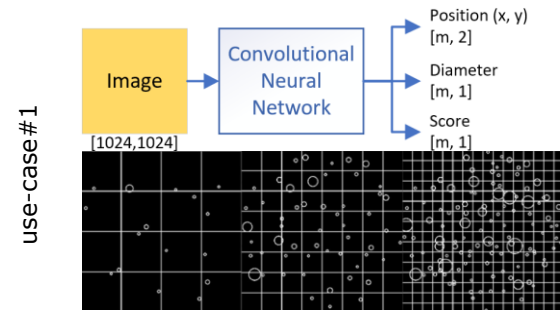 use-case#1
Image
[1024,1024]
Convolutional
Neural
Network
Position (x, y)
[m, 2]
Diameter
[m, 1]
Score
[m, 1]